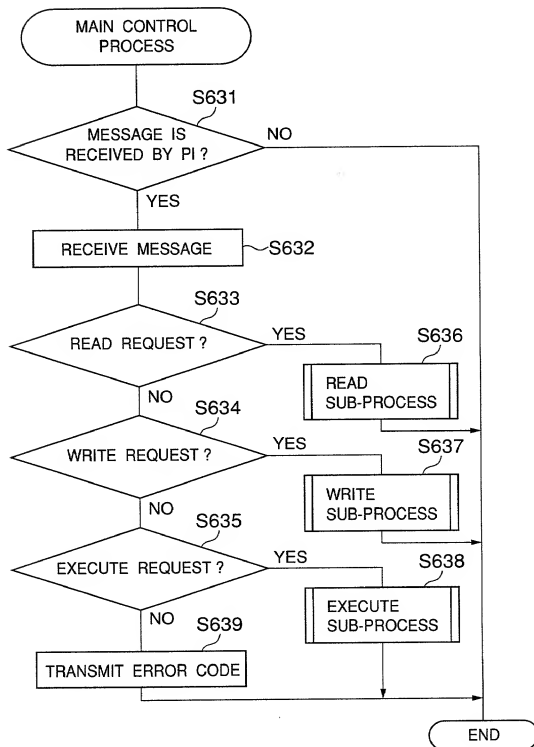 MAIN CONTROL
PROCESS
S631
MESSAGE IS
RECEIVED BY PI ?
NO
YES
RECEIVE MESSAGE
S632
S633
READ REQUEST ?
YES
S636
READ
SUB-PROCESS
NO
S634
WRITE REQUEST ?
YES
S637
WRITE
SUB-PROCESS
NO
S635
EXECUTE REQUEST ?
YES
S638
EXECUTE
SUB-PROCESS
NO
S639
TRANSMIT ERROR CODE
END